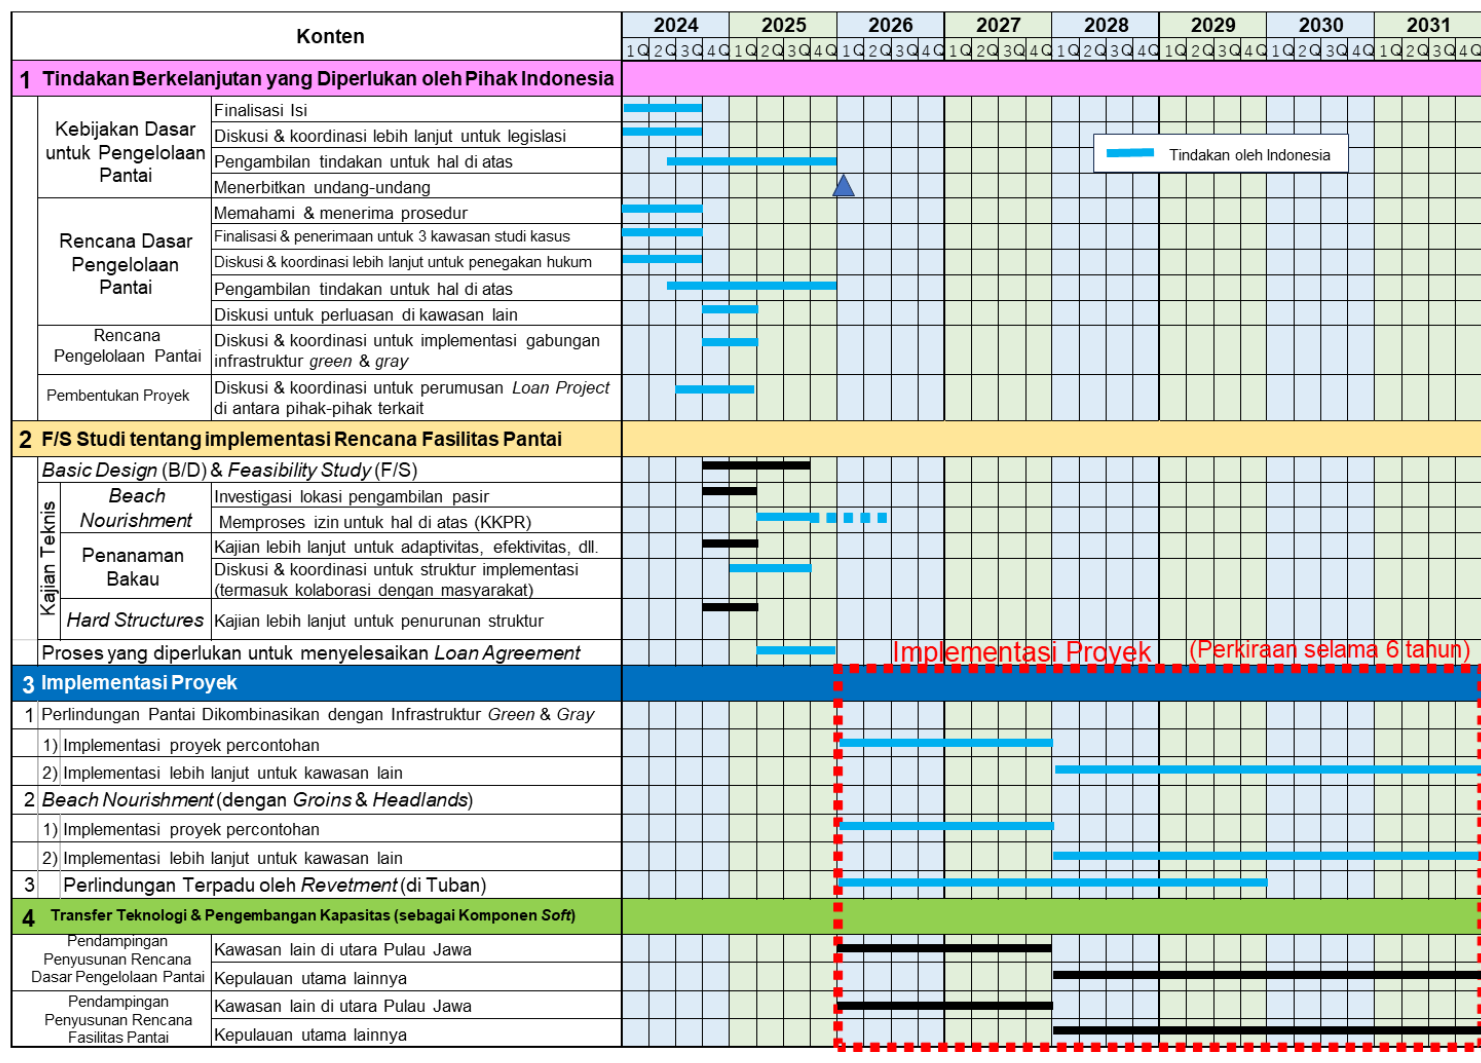 Konten
2024 2025 2026 2027 2028 2029 2030 2031
1Q 2Q 3Q 4Q 1Q 2Q 3Q 4Q 1Q 2Q 3Q 4Q 1Q 2Q 3Q 4Q 1Q 2Q 3Q 4Q 1Q 2Q 3Q 4Q 1Q 2Q 3Q 4Q 1Q 2Q 3Q 4Q
1 Tindakan Berkelanjutan yang Diperlukan oleh Pihak Indonesia
Kebijakan Dasar
untuk Pengelolaan
Pantai
Finalisasi Isi
Diskusi & koordinasi lebih lanjut untuk legislasi
Pengambilan tindakan untuk hal di atas
Menerbitkan undang-undang
Tindakan oleh Indonesia
Rencana Dasar
Pengelolaan
Pantai
Memahami & menerima prosedur
Finalisasi & penerimaan untuk 3 kawasan studi kasus
Diskusi & koordinasi lebih lanjut untuk penegakan hukum
Pengambilan tindakan untuk hal di atas
Diskusi untuk perluasan di kawasan lain
Rencana
Pengelolaan Pantai
Diskusi & koordinasi untuk implementasi gabungan
infrastruktur green & gray
Pembentukan Proyek
Diskusi & koordinasi untuk perumusan Loan Project
di antara pihak-pihak terkait
2 F/S Studi tentang implementasi Rencana Fasilitas Pantai
Basic Design (B/D) & Feasibility Study (F/S)
Kajian Teknis
Beach
Nourishment
Investigasi lokasi pengambilan pasir
Memproses izin untuk hal di atas (KKPR)
Penanaman
Bakau
Kajian lebih lanjut untuk adaptivitas, efektivitas, dll.
Diskusi & coordinasi untuk struktur implementasi
(termasuk kolaborasi dengan masyarakat)
Hard Structures
Kajian lebih lanjut untuk penurunan struktur
Proses yang diperlukan untuk menyelesaikan Loan Agreement
Implementasi Proyek (Perkiraan selama 6 tahun)
3 Implementasi Proyek
1 Perlindungan Pantai Dikombinasikan dengan Infrastruktur Green & Gray
1) Implementasi proyek percontohan
2) Implementasi lebih lanjut untuk kawasan lain
2 Beach Nourishment (dengan Groins & Headlands)
1) Implementasi proyek percontohan
2) Implementasi lebih lanjut untuk kawasan lain
3 Perlindungan Terpadu oleh Revetment (di Tuban)
4 Transfer Teknologi & Pengembangan Kapasitas (sebagai Komponen Soft)
Pendampingan
Penyusunan Rencana
Dasar Pengelolaan Pantai
Kawasan lain di utara Pulau Jawa
Kepulauan utama lainnya
Pendampingan
Penyusunan Rencana
Fasilitas Pantai
Kawasan lain di utara Pulau Jawa
Kepulauan utama lainnya